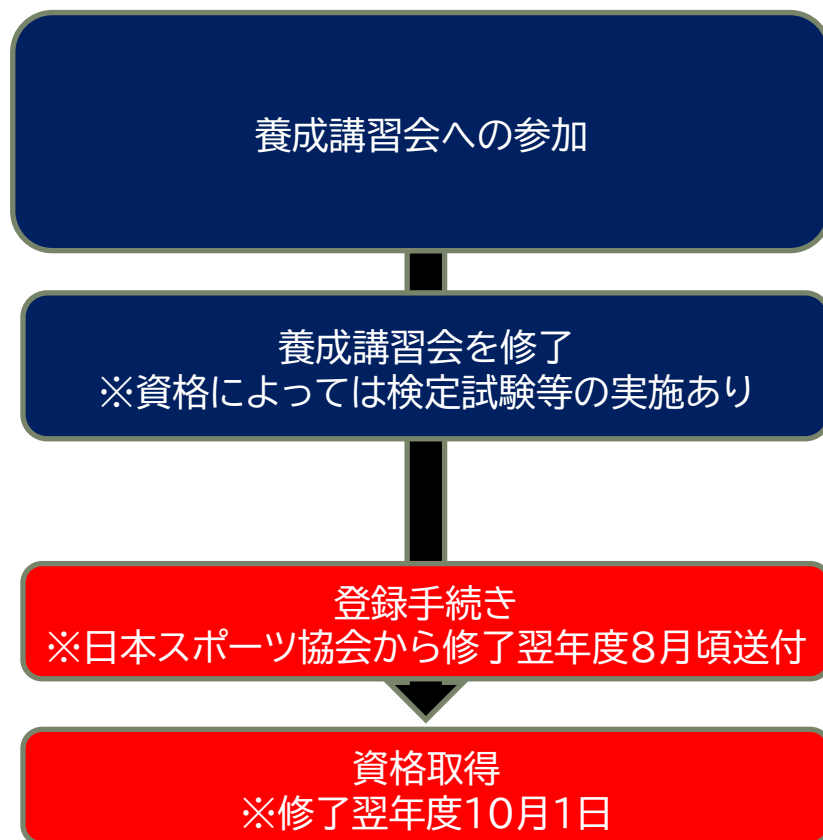 養成講習会への参加
養成講習会を修了
※資格によっては検定試験等の実施あり
登録手続き
※日本スポーツ協会から修了翌年度8月頃送付
資格取得
※修了翌年度10月1日